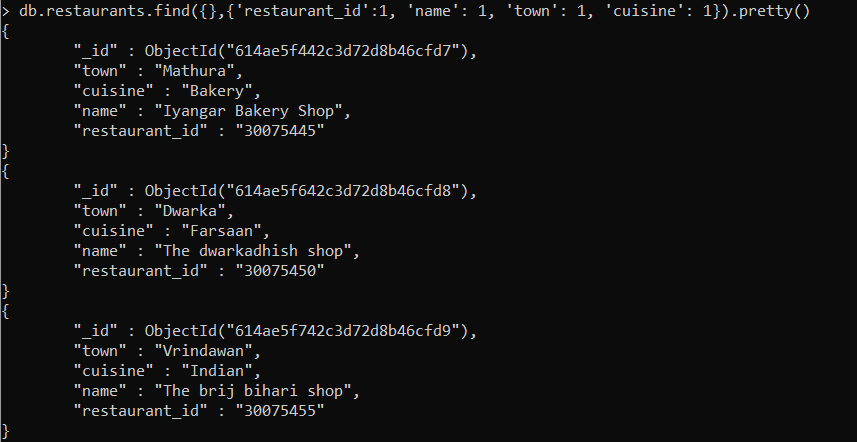 > db.restaurants.find({},{'restaurant_id':1, 'name': 1, 'town': 1, 'cuisine': 1}).pretty()
{
        "_id" : ObjectId("614ae5f442c3d72d8b46cfd7"),
        "town" : "Mathura",
        "cuisine" : "Bakery",
        "name" : "Iyangar Bakery Shop",
        "restaurant_id" : "30075445"
}
{
        "_id" : ObjectId("614ae5f642c3d72d8b46cfd8"),
        "town" : "Dwarka",
        "cuisine" : "Farsaan",
        "name" : "The dwarkadhish shop",
        "restaurant_id" : "30075450"
}
{
        "_id" : ObjectId("614ae5f742c3d72d8b46cfd9"),
        "town" : "Vrindawan",
        "cuisine" : "Indian",
        "name" : "The brij bihari shop",
        "restaurant_id" : "30075455"
}